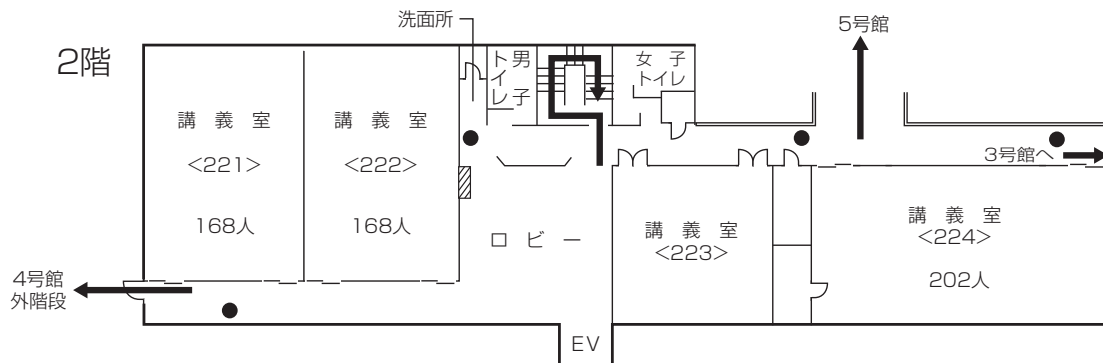 2階
洗面所
男子
トイレ
女子
トイレ
5号館
3号館へ
講義室
<221>
168人
講義室
<222>
168人
ロビー
講義室
<223>
講義室
<224>
202人
4号館
外階段
EV